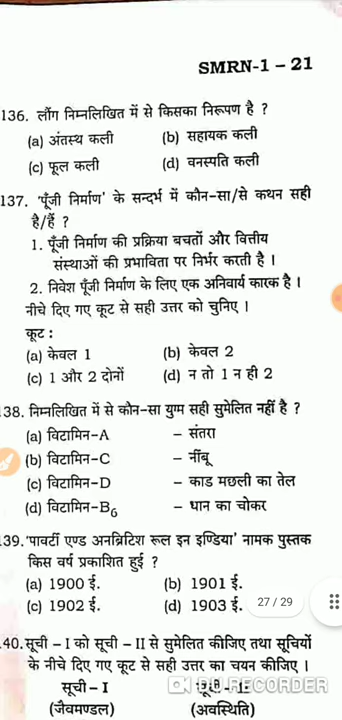 SMRN-1 – 21
136. लौंग निम्नलिखित में से किसका निरूपण है ?
(a) अंतस्थ कली (b) सहायक कली
(c) फूल कली (d) वनस्पति कली
137. 'पूँजी निर्माण' के सन्दर्भ में कौन-सा/से कथन सही
है/हैं ?
1. पूँजी निर्माण की प्रक्रिया बचतों और वित्तीय
संस्थाओं की प्रभाविता पर निर्भर करती है ।
2. निवेश पूँजी निर्माण के लिए एक अनिवार्य कारक है ।
नीचे दिए गए कूट से सही उत्तर को चुनिए ।
कूट :
(a) केवल 1 (b) केवल 2
(c) 1 और 2 दोनों (d) न तो 1 न ही 2
38. निम्नलिखित में से कौन-सा युग्म सही सुमेलित नहीं है ?
(a) विटामिन-A – संतरा
(b) विटामिन-C – नींबू
(c) विटामिन-D – काड मछली का तेल
(d) विटामिन-B6 – धान का चोकर
39. 'पावर्टी एण्ड अनब्रिटिश रूल इन इण्डिया' नामक पुस्तक
किस वर्ष प्रकाशित हुई ?
(a) 1900 ई. (b) 1901 ई.
(c) 1902 ई. (d) 1903 ई.
27 / 29
40. सूची – I को सूची – II से सुमेलित कीजिए तथा सूचियों
के नीचे दिए गए कूट से सही उत्तर का चयन कीजिए ।
सूची – I सूची – II
RECORDER
(जैवमण्डल) (अवस्थिति)